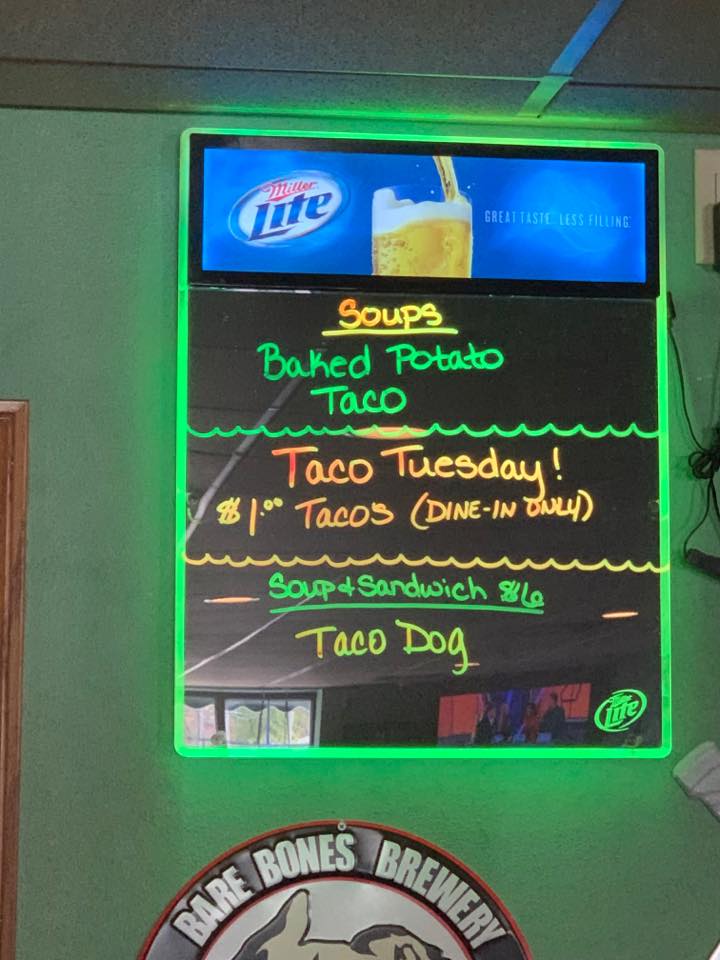 Miller
Lite
GREAT TASTE. LESS FILLING.
Soups
Baked Potato
Taco
Taco Tuesday!
$1.00 Tacos (DINE-IN ONLY)
Soup & Sandwich $6
Taco Dog
Miller
Lite
BARE BONES BREWERY